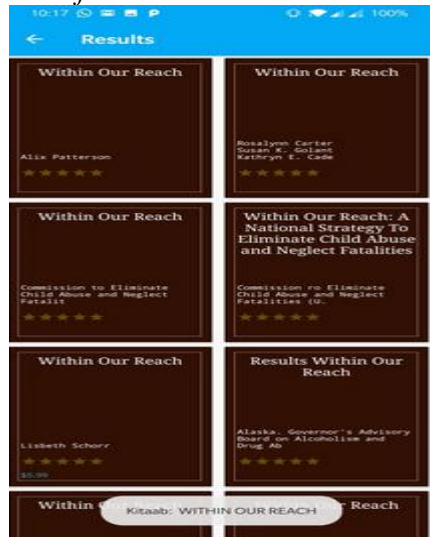 10:17
100%
Results
Within Our Reach
Alix Patterson
Within Our Reach
Rosalynn Carter
Susan K. Golant
Kathryn E. Cade
Within Our Reach
Commission to Eliminate
Child Abuse and Neglect
Fatalit
Within Our Reach: A
National Strategy To
Eliminate Child Abuse
and Neglect Fatalities
Commission ro Eliminate
Child Abuse and Neglect
Fatalities (U.
Within Our Reach
Lisbeth Schorr
$5.99
Results Within Our
Reach
Alaska. Governor's Advisory
Board on Alcoholism and
Drug Ab
Within
Reach
Kitaab: WITHIN OUR REACH